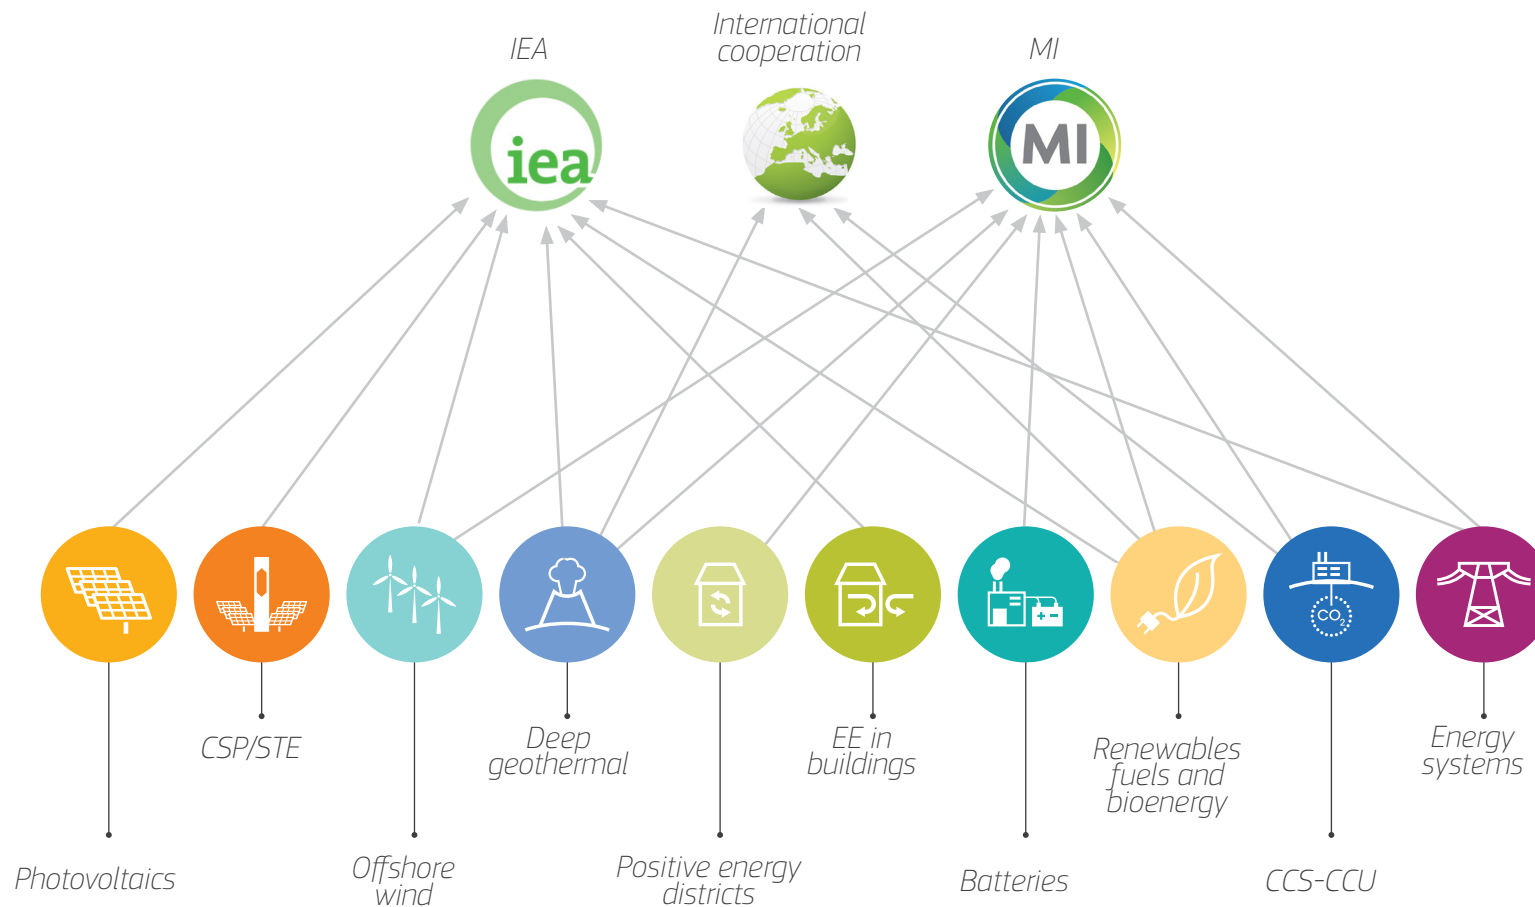 IEA
International
cooperation
MI
iea
MI
CO2
CSP/STE
Deep
geothermal
EE in
buildings
Renewables
fuels and
bioenergy
Energy
systems
Photovoltaics
Offshore
wind
Positive energy
districts
Batteries
CCS-CCU